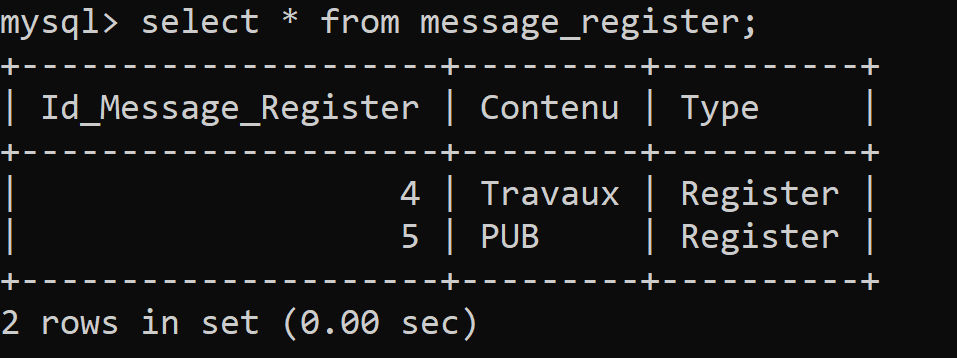 mysql> select * from message_register;
+---------------------+---------+----------+
| Id_Message_Register | Contenu | Type     |
+---------------------+---------+----------+
|                   4 | Travaux | Register |
|                   5 | PUB     | Register |
+---------------------+---------+----------+
2 rows in set (0.00 sec)